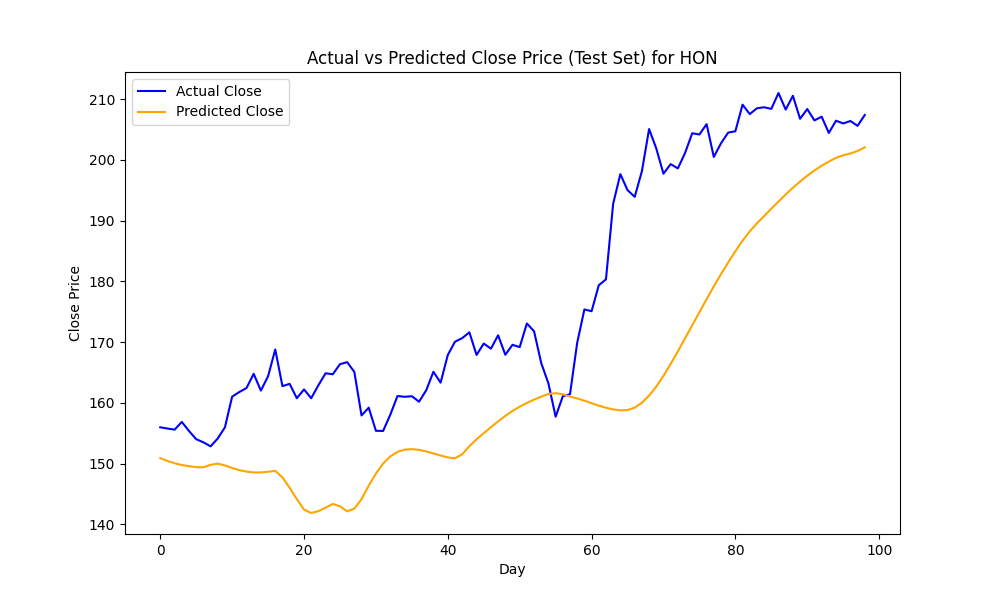 Actual vs Predicted Close Price (Test Set) for HON
Actual Close
Predicted Close
210
200
190
180
170
160
150
140
Close Price
0 20 40 60 80 100
Day